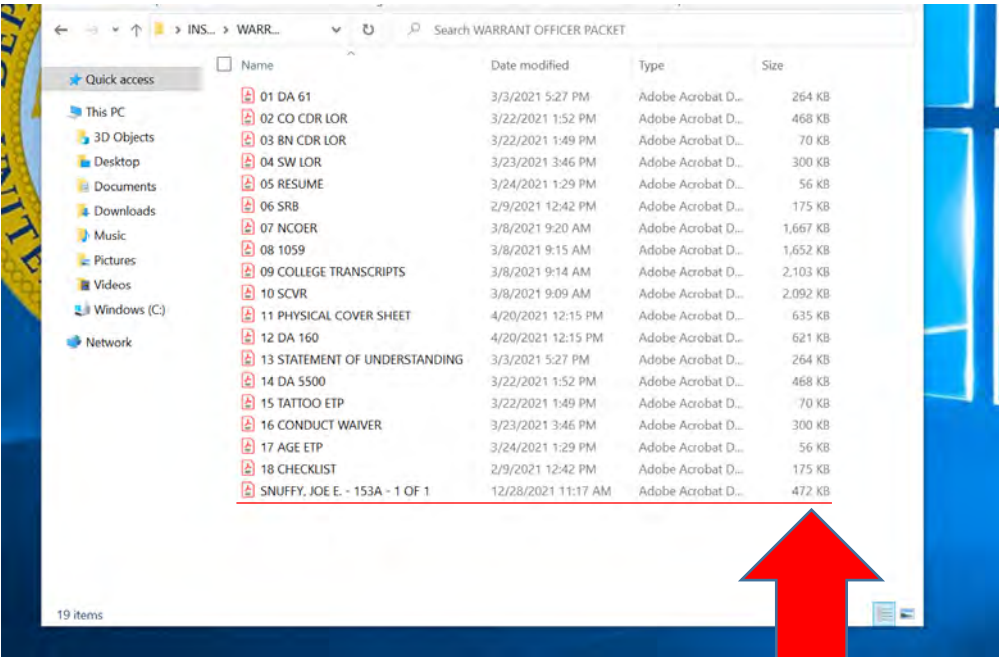 INS... > WARR...
Search WARRANT OFFICER PACKET
Name Date modified Type Size
Quick access
This PC
3D Objects
Desktop
Documents
Downloads
Music
Pictures
Videos
Windows (C:)
Network
01 DA 61 3/3/2021 5:27 PM Adobe Acrobat D... 264 KB
02 CO CDR LOR 3/22/2021 1:52 PM Adobe Acrobat D... 468 KB
03 BN CDR LOR 3/22/2021 1:49 PM Adobe Acrobat D... 70 KB
04 SW LOR 3/23/2021 3:46 PM Adobe Acrobat D... 300 KB
05 RESUME 3/24/2021 1:29 PM Adobe Acrobat D... 56 KB
06 SRB 2/9/2021 12:42 PM Adobe Acrobat D... 175 KB
07 NCOER 3/8/2021 9:20 AM Adobe Acrobat D... 1,667 KB
08 1059 3/8/2021 9:15 AM Adobe Acrobat D... 1,652 KB
09 COLLEGE TRANSCRIPTS 3/8/2021 9:14 AM Adobe Acrobat D... 2,103 KB
10 SCVR 3/8/2021 9:09 AM Adobe Acrobat D... 2,092 KB
11 PHYSICAL COVER SHEET 4/20/2021 12:15 PM Adobe Acrobat D... 635 KB
12 DA 160 4/20/2021 12:15 PM Adobe Acrobat D... 621 KB
13 STATEMENT OF UNDERSTANDING 3/3/2021 5:27 PM Adobe Acrobat D... 264 KB
14 DA 5500 3/22/2021 1:52 PM Adobe Acrobat D... 468 KB
15 TATTOO ETP 3/22/2021 1:49 PM Adobe Acrobat D... 70 KB
16 CONDUCT WAIVER 3/23/2021 3:46 PM Adobe Acrobat D... 300 KB
17 AGE ETP 3/24/2021 1:29 PM Adobe Acrobat D... 56 KB
18 CHECKLIST 2/9/2021 12:42 PM Adobe Acrobat D... 175 KB
SNUFFY, JOE E. - 153A - 1 OF 1 12/28/2021 11:17 AM Adobe Acrobat D... 472 KB
19 items